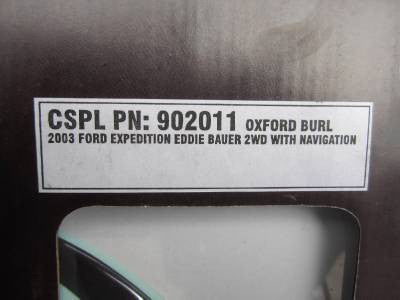 CSPL PN: 902011 OXFORD BURL
2003 FORD EXPEDITION EDDIE BAUER 2WD WITH NAVIGATION